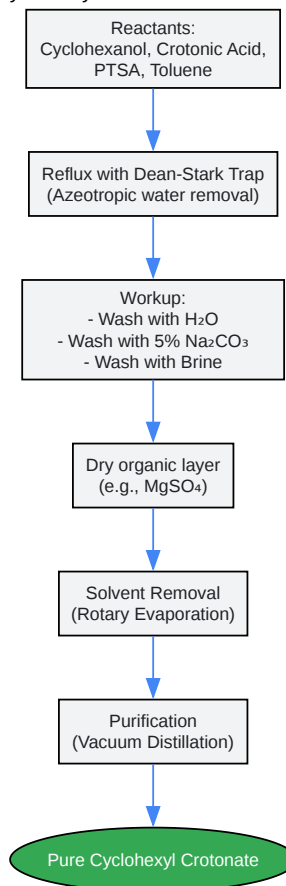 Reactants:
Cyclohexanol, Crotonic Acid,
PTSA, Toluene
Reflux with Dean-Stark Trap
(Azeotropic water removal)
Workup:
- Wash with H₂O
- Wash with 5% Na₂CO₃
- Wash with Brine
Dry organic layer
(e.g., MgSO₄)
Solvent Removal
(Rotary Evaporation)
Purification
(Vacuum Distillation)
Pure Cyclohexyl Crotonate